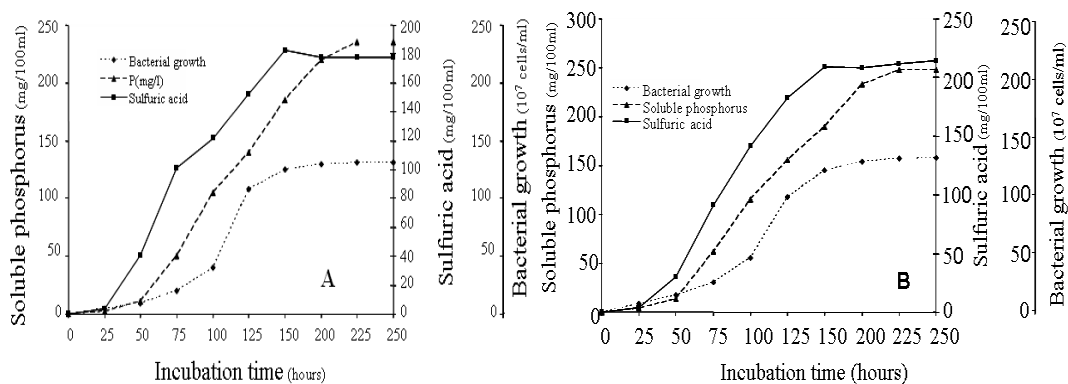 Soluble phosphorus (mg/100ml)
250
200
150
100
50
0
Bacterial growth
P(mg/l)
Sulfuric acid
A
0 25 50 75 100 125 150 200 225 250
Incubation time (hours)
200
180
160
140
120
100
80
60
40
20
0
Sulfuric acid (mg/100ml)
250
200
150
100
50
0
Bacterial growth (10⁷ cells/ml)
Soluble phosphorus (mg/100ml)
300
250
200
150
100
50
0
Bacterial growth
Soluble phosphorus
Sulfuric acid
B
0 25 50 75 100 125 150 200 225 250
Incubation time (hours)
250
200
150
100
50
0
Sulfuric acid (mg/100ml)
250
200
150
100
50
0
Bacterial growth (10⁷ cells/ml)